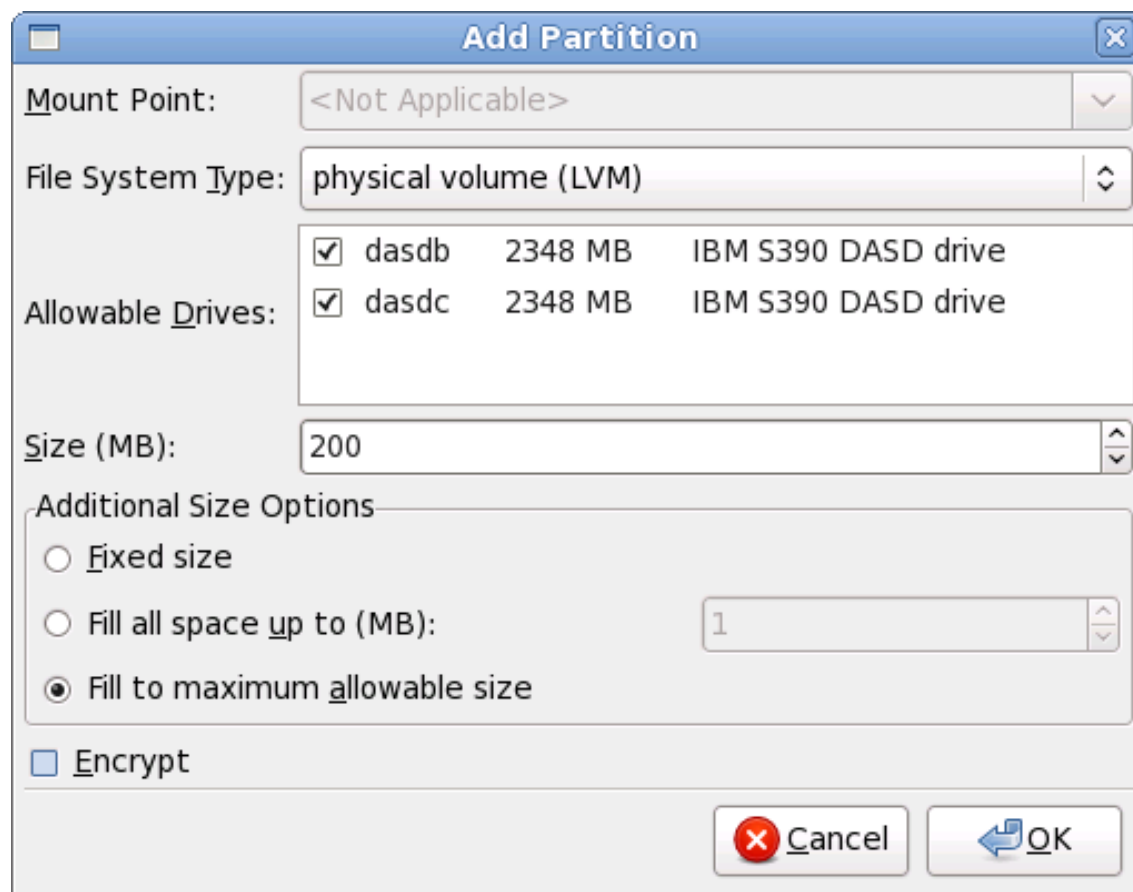 Add Partition
Mount Point: <Not Applicable>
File System Type: physical volume (LVM)
Allowable Drives:
dasdb 2348 MB IBM S390 DASD drive
dasdc 2348 MB IBM S390 DASD drive
Size (MB): 200
Additional Size Options
Fixed size
Fill all space up to (MB): 1
Fill to maximum allowable size
Encrypt
Cancel OK